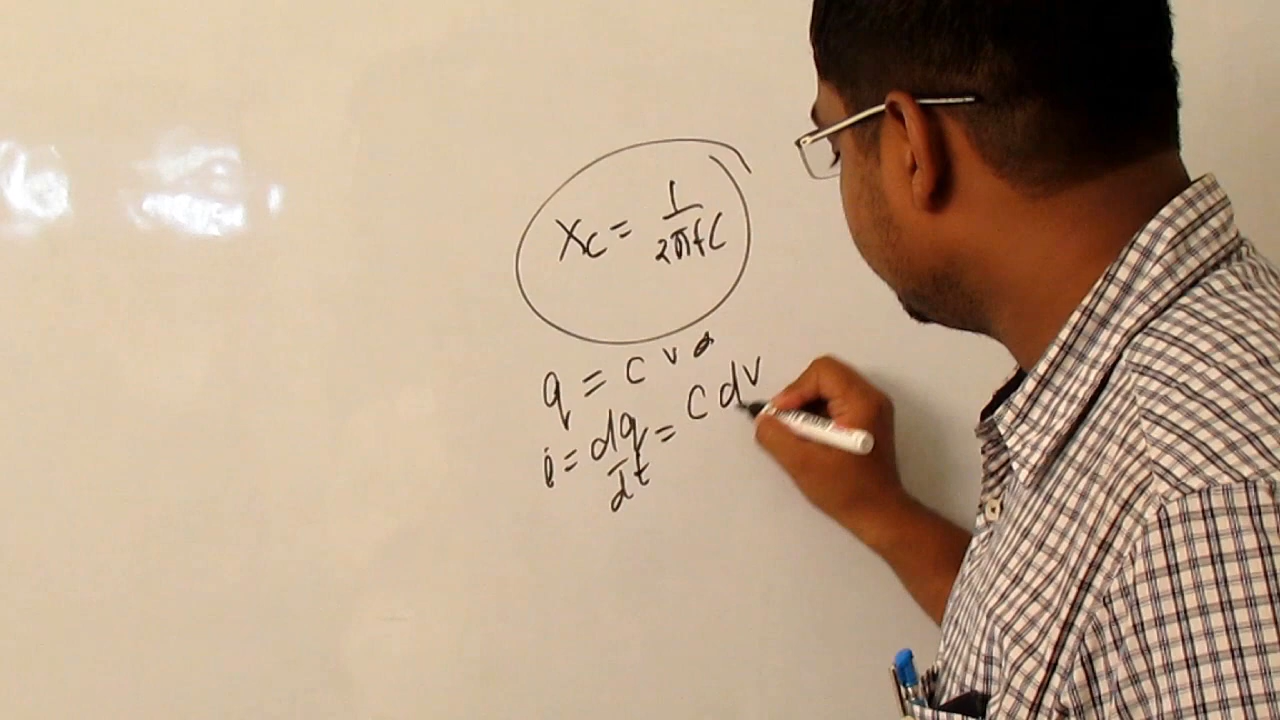 Xc = 1/2πfC
q = c v
i = dq/dt = C dv